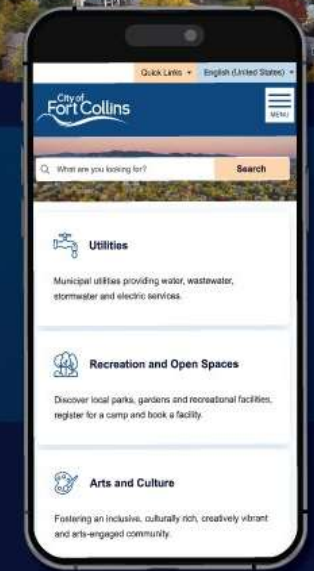 Quick Links English (United States)
City of
Fort Collins
MENU
What are you looking for?
Search
Utilities
Municipal utilities providing water, wastewater,
stormwater and electric services.
Recreation and Open Spaces
Discover local parks, gardens and recreational facilities,
register for a camp and book a facility.
Arts and Culture
Fostering an inclusive, culturally rich, creatively vibrant
and arts-engaged community.